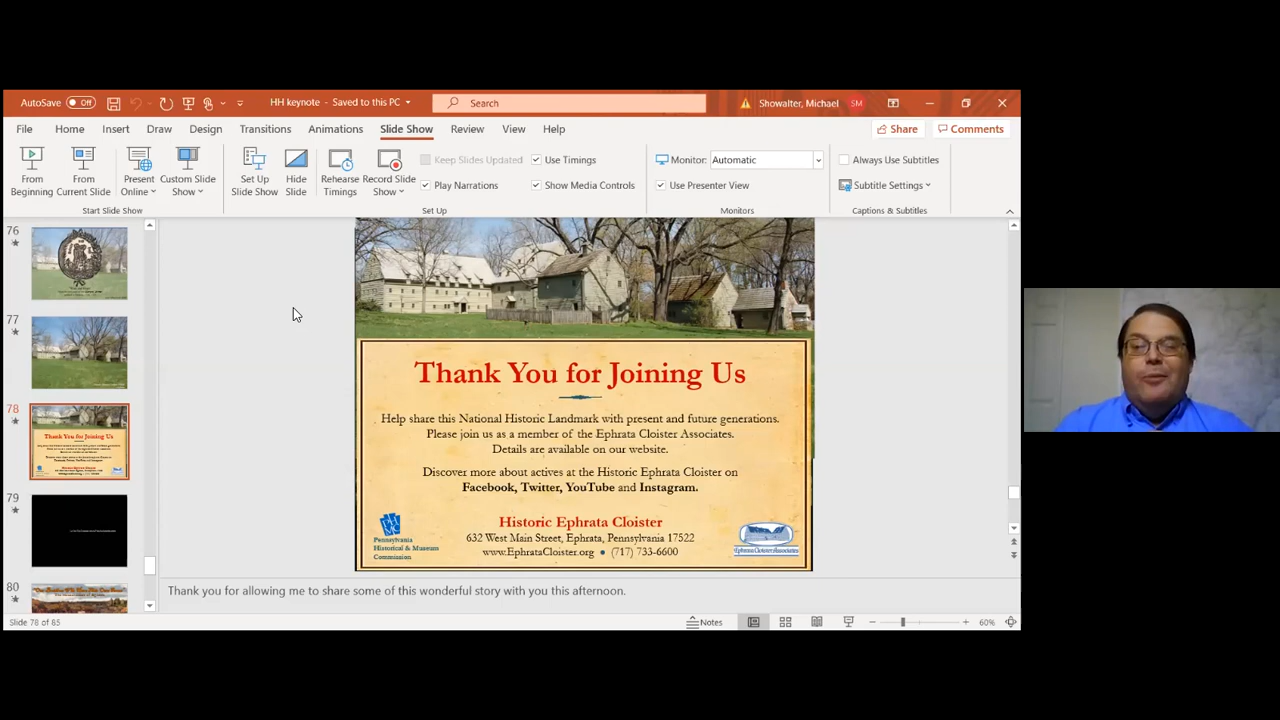 AutoSave Off HH keynote - Saved to this PC Search Showalter, Michael SM
File Home Insert Draw Design Transitions Animations Slide Show Review View Help Share Comments
From Beginning
From Current Slide
Present Online
Custom Slide Show
Set Up Slide Show
Hide Slide
Rehearse Timings
Record Slide Show
Keep Slides Updated
Play Narrations
Use Timings
Show Media Controls
Monitor: Automatic
Use Presenter View
Always Use Subtitles
Subtitle Settings
Start Slide Show Set Up Monitors Captions & Subtitles
76
77
78
Thank You for Joining Us
79
80
Thank You for Joining Us
Help share this National Historic Landmark with present and future generations.
Please join us as a member of the Ephrata Cloister Associates.
Details are available on our website.
Discover more about actives at the Historic Ephrata Cloister on
Facebook, Twitter, YouTube and Instagram.
Historic Ephrata Cloister
632 West Main Street, Ephrata, Pennsylvania 17522
www.EphrataCloister.org • (717) 733-6600
Pennsylvania
Historical & Museum
Commission
Ephrata Cloister Associates
Thank you for allowing me to share some of this wonderful story with you this afternoon.
Slide 78 of 85 Notes 60%